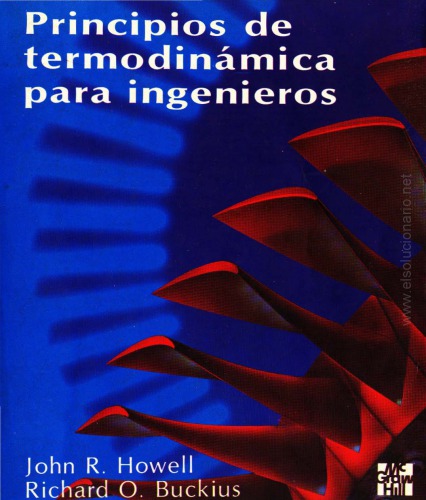 Principios de
termodinámica
para ingenieros
www.elsolucionario.net
John R. Howell
Richard O. Buckius
Mc
Graw
Hill